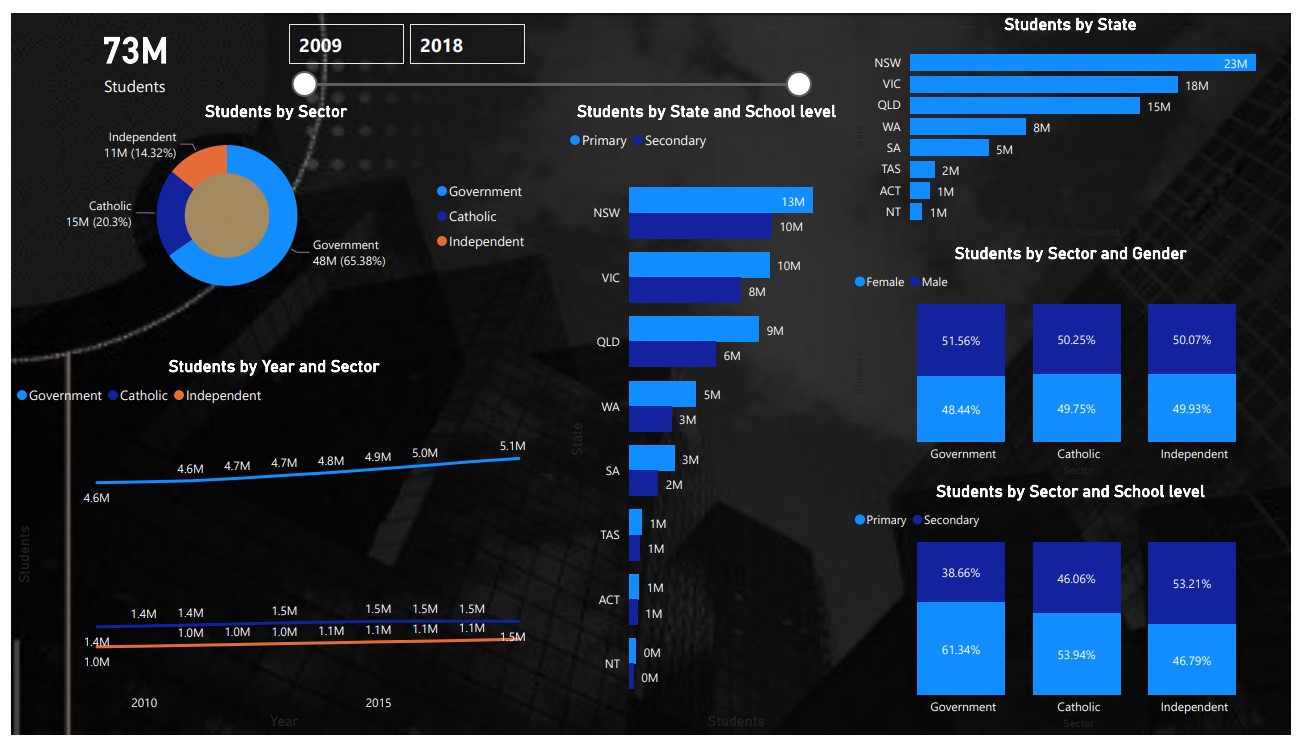 73M
Students
2009
2018
Students by Sector
Independent
11M (14.32%)
Catholic
15M (20.3%)
Government
48M (65.38%)
Government
Catholic
Independent
Students by Year and Sector
Government Catholic Independent
4.6M
4.6M
4.7M
4.7M
4.8M
4.9M
5.0M
5.1M
1.4M
1.4M
1.4M
1.5M
1.5M
1.5M
1.5M
1.5M
1.0M
1.0M
1.0M
1.0M
1.1M
1.1M
1.1M
1.1M
2010
2015
Year
Students
Students by State and School level
Primary Secondary
NSW
13M
10M
VIC
10M
8M
QLD
9M
6M
WA
5M
3M
SA
3M
2M
TAS
1M
1M
ACT
1M
1M
NT
0M
0M
State
Students
Students by State
NSW 23M
VIC 18M
QLD 15M
WA 8M
SA 5M
TAS 2M
ACT 1M
NT 1M
State
Students
Students by Sector and Gender
Female Male
51.56% 50.25% 50.07%
48.44% 49.75% 49.93%
Government Catholic Independent
Sector
Students
Students by Sector and School level
Primary Secondary
38.66% 46.06% 53.21%
61.34% 53.94% 46.79%
Government Catholic Independent
Sector